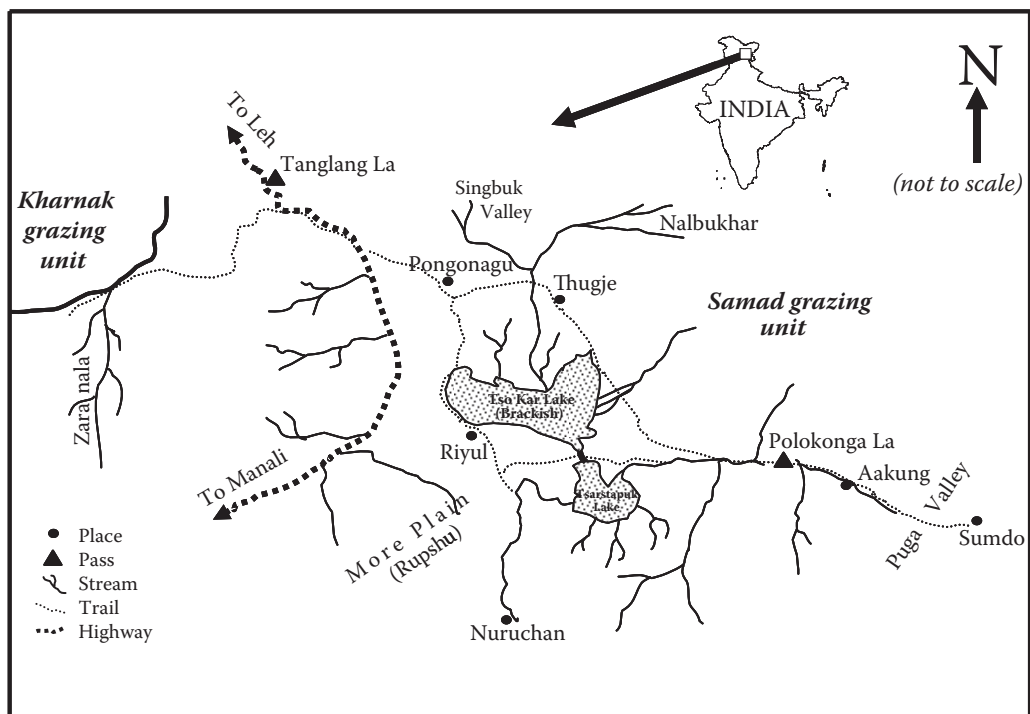 N
INDIA
(not to scale)
To Leh
Tanglang La
Kharnak
grazing
unit
Singbuk
Valley
Nalbukhar
Pongonagu
Thugje
Samad grazing
unit
Zara nala
Tso Kar Lake
(Brackish)
Riyul
Polokonga La
Aakung
To Manali
Tsarstapuk
Lake
Puga Valley
Sumdo
More Plain
(Rupshu)
Nuruchan
Place
Pass
Stream
Trail
Highway